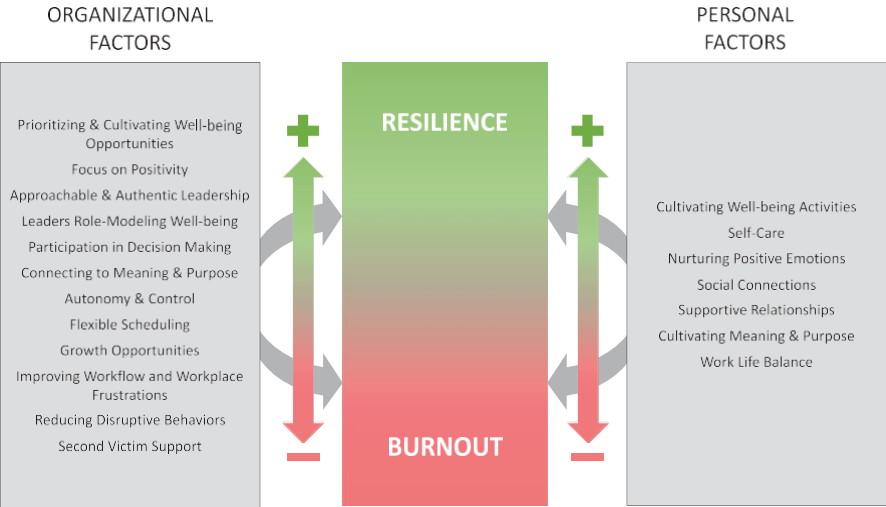 ORGANIZATIONAL
FACTORS
Prioritizing & Cultivating Well-being
Opportunities
Focus on Positivity
Approachable & Authentic Leadership
Leaders Role-Modeling Well-being
Participation in Decision Making
Connecting to Meaning & Purpose
Autonomy & Control
Flexible Scheduling
Growth Opportunities
Improving Workflow and Workplace
Frustrations
Reducing Disruptive Behaviors
Second Victim Support
RESILIENCE
BURNOUT
PERSONAL
FACTORS
Cultivating Well-being Activities
Self-Care
Nurturing Positive Emotions
Social Connections
Supportive Relationships
Cultivating Meaning & Purpose
Work Life Balance